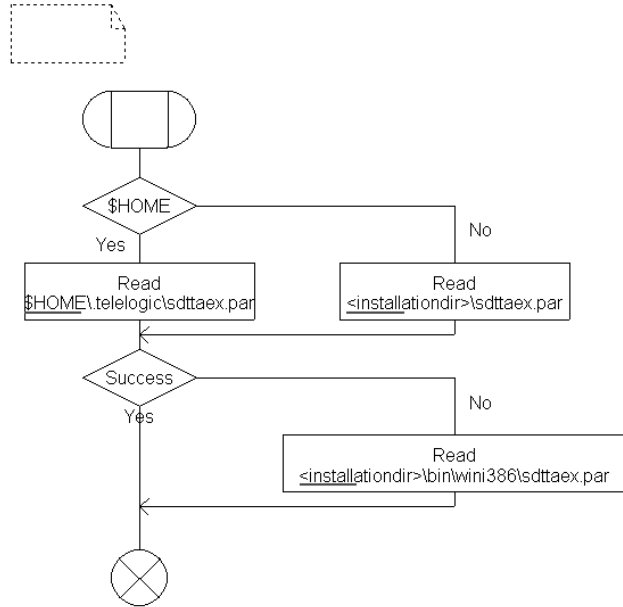 $HOME
Yes
No
Read
$HOME\.telelogic\sdttaex.par
Read
<installationdir>\sdttaex.par
Success
Yes
No
Read
<installationdir>\bin\wini386\sdttaex.par